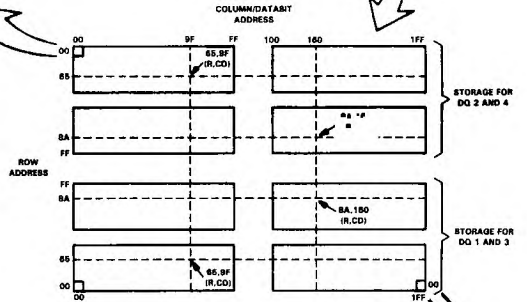 COLUMN/DATABIT
ADDRESS
00 9F FF 100 160 1FF
00
65,9F
(R,CD)
65
STORAGE FOR
DQ 2 AND 4
8A
FF
ROW
ADDRESS
FF
8A
8A,160
(R,CD)
STORAGE FOR
DQ 1 AND 3
65
65,9F
(R,CD)
00
00
00
1FF